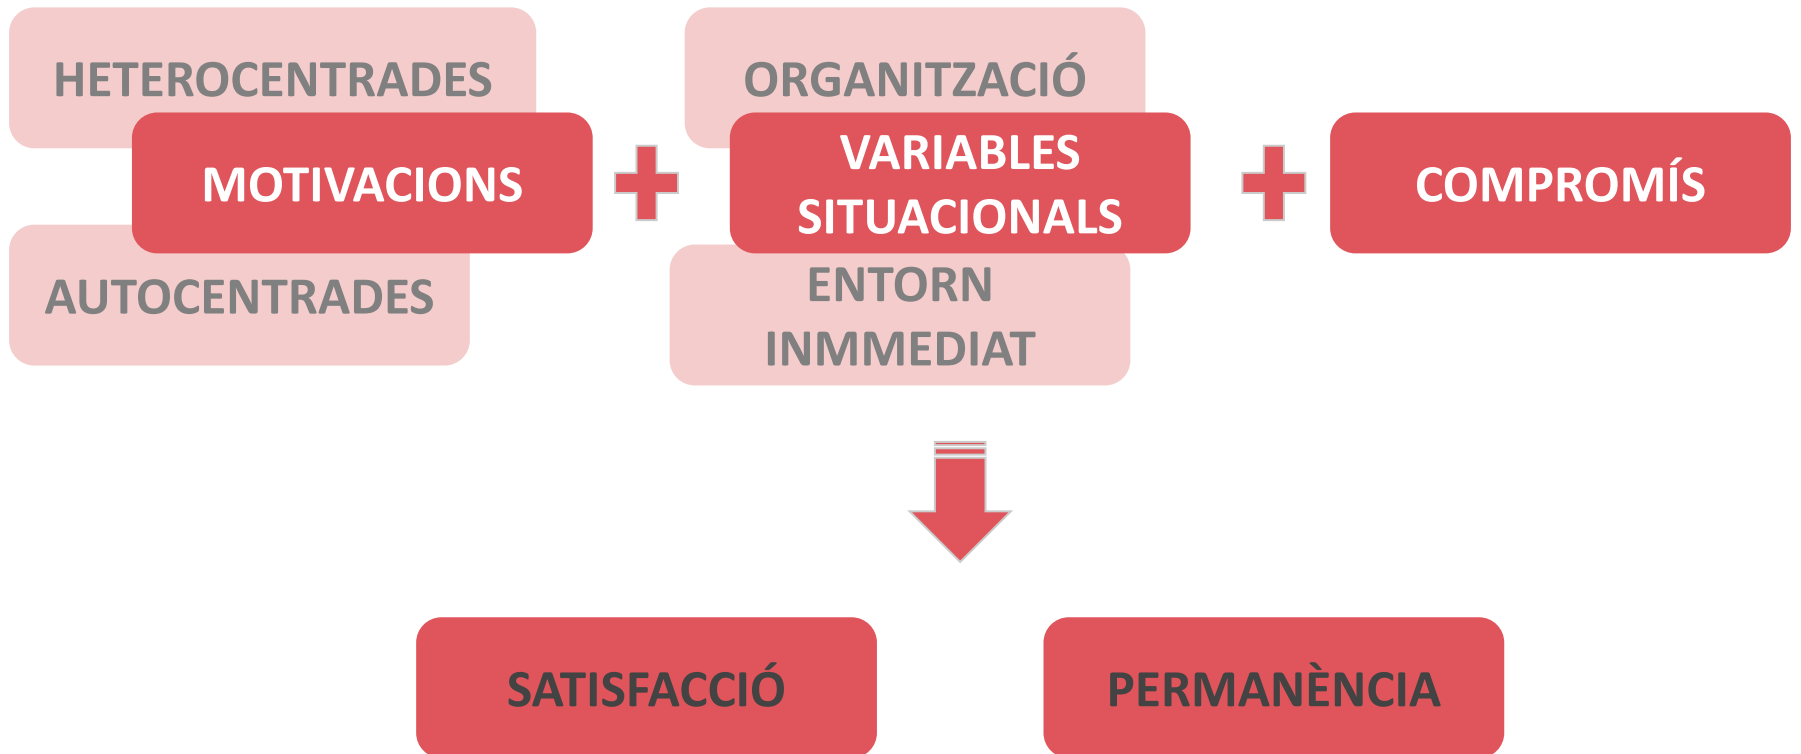 HETEROCENTRADES
MOTIVACIONS
AUTOCENTRADES
ORGANITZACIÓ
VARIABLES
SITUACIONALS
ENTORN
INMMEDIAT
COMPROMÍS
SATISFACCIÓ
PERMANÈNCIA